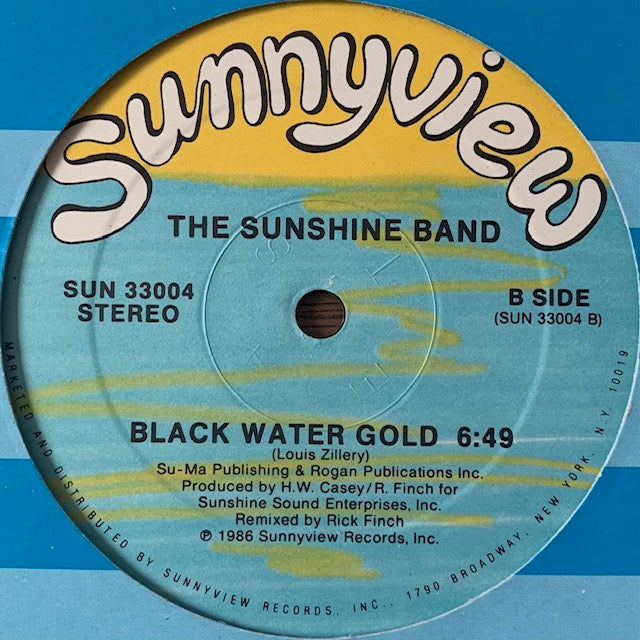 Sunnyview
THE SUNSHINE BAND
SUN 33004
STEREO
B SIDE
(SUN 33004 B)
BLACK WATER GOLD 6:49
(Louis Zillery)
Su-Ma Publishing & Rogan Publications Inc.
Produced by H.W. Casey/R. Finch for
Sunshine Sound Enterprises, Inc.
Remixed by Rick Finch
℗ 1986 Sunnyview Records, Inc.
MARKETED AND DISTRIBUTED BY SUNNYVIEW RECORDS, INC., 1790 BROADWAY, NEW YORK, N.Y. 10019